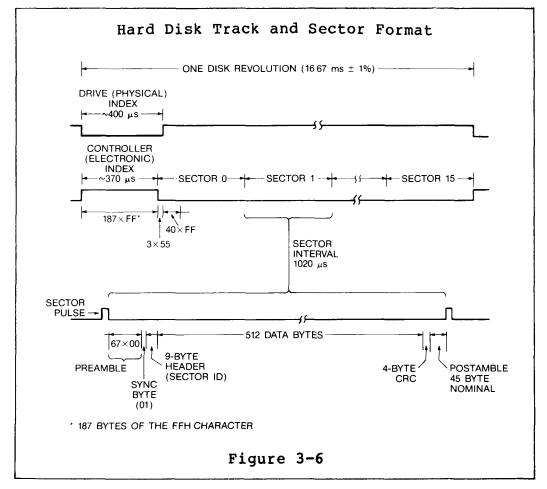 Hard Disk Track and Sector Format
ONE DISK REVOLUTION (16 67 ms ± 1%)
DRIVE (PHYSICAL)
INDEX
~400 μs
CONTROLLER
(ELECTRONIC)
INDEX
~370 μs
SECTOR 0
SECTOR 1
SECTOR 15
187×FF*
40×FF
3×55
SECTOR
INTERVAL
1020 μs
SECTOR
PULSE
67×00
PREAMBLE
SYNC
BYTE
(01)
9-BYTE
HEADER
(SECTOR ID)
512 DATA BYTES
4-BYTE
CRC
POSTAMBLE
45 BYTE
NOMINAL
* 187 BYTES OF THE FFH CHARACTER
Figure 3-6